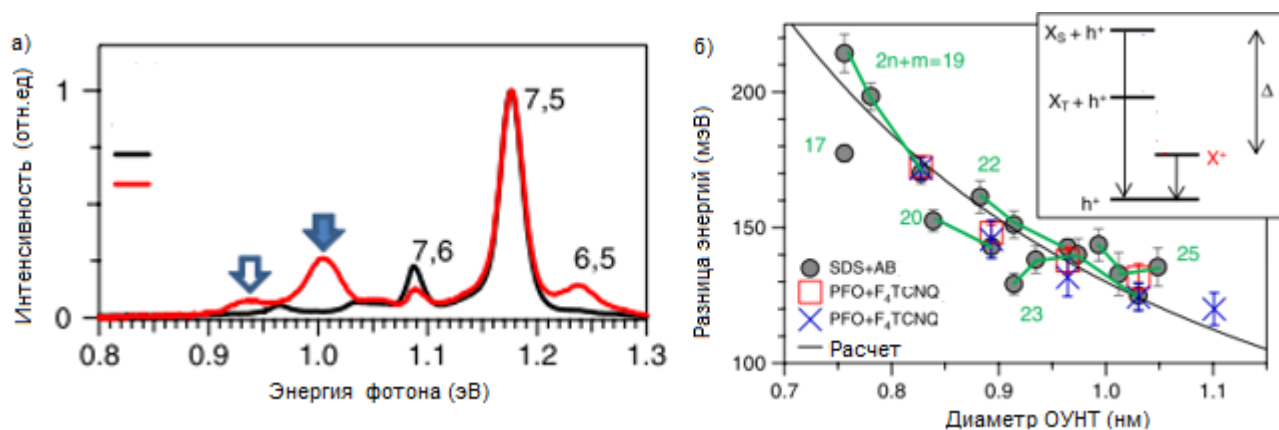 а)
Интенсивность (отн.ед)
1
0
7,5
7,6
6,5
0.8 0.9 1.0 1.1 1.2 1.3
Энергия фотона (эВ)
б)
Разница энергий (мэВ)
200
150
100
2n+m=19
17
22
20
23
25
SDS+AB
PFO+F₄TCNQ
PFO+F₄TCNQ
Расчет
0.7 0.8 0.9 1.0 1.1
Диаметр ОУНТ (нм)
X_S + h⁺
X_T + h⁺
Δ
X⁺
h⁺